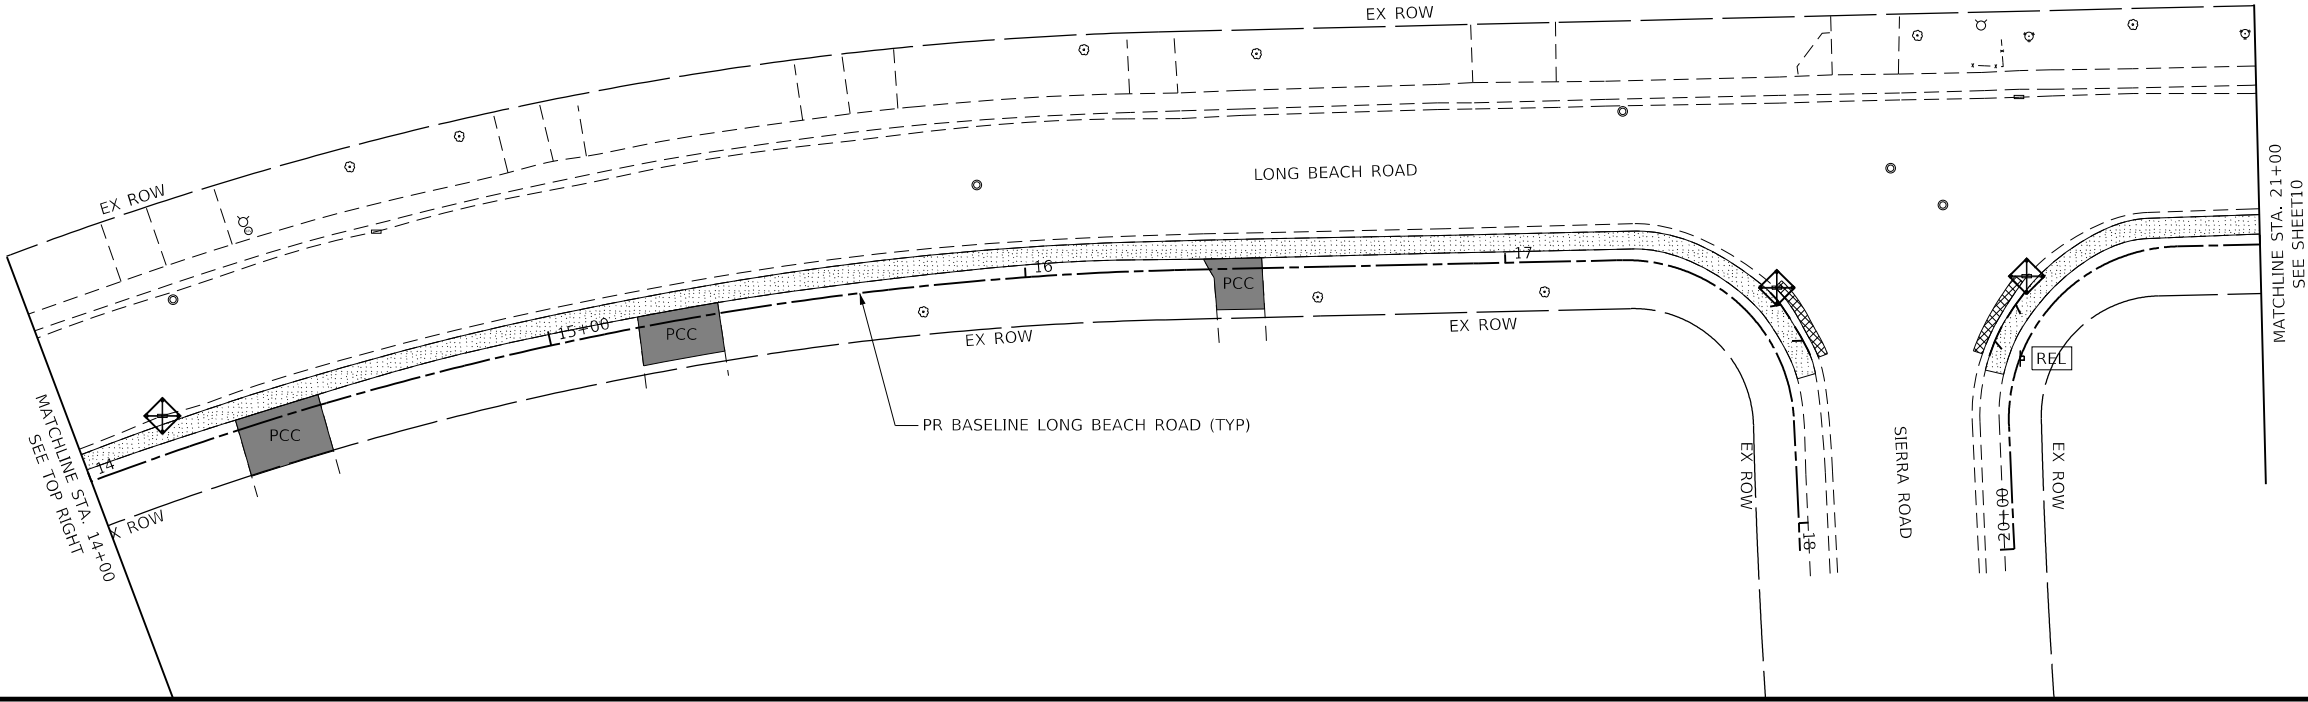 EX ROW
EX ROW
LONG BEACH ROAD
MATCHLINE STA. 21+00
SEE SHEET10
17
16
PCC
15+00
PCC
EX ROW
EX ROW
REL
MATCHLINE STA. 14+00
SEE TOP RIGHT
14
PCC
PR BASELINE LONG BEACH ROAD (TYP)
X ROW
EX ROW
SIERRA ROAD
EX ROW
18
20+00